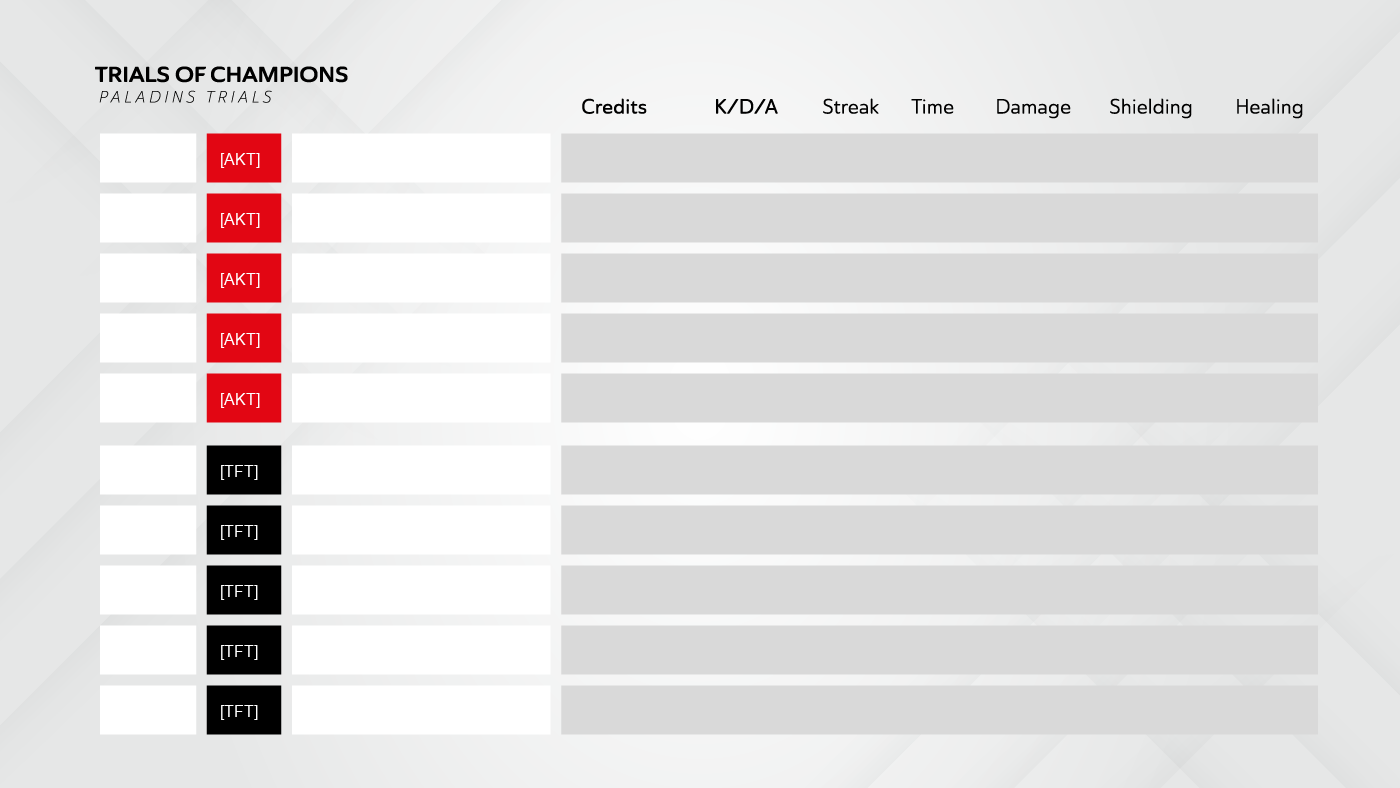 TRIALS OF CHAMPIONS
PALADINS TRIALS
Credits K/D/A Streak Time Damage Shielding Healing
[AKT]
[AKT]
[AKT]
[AKT]
[AKT]
[TFT]
[TFT]
[TFT]
[TFT]
[TFT]